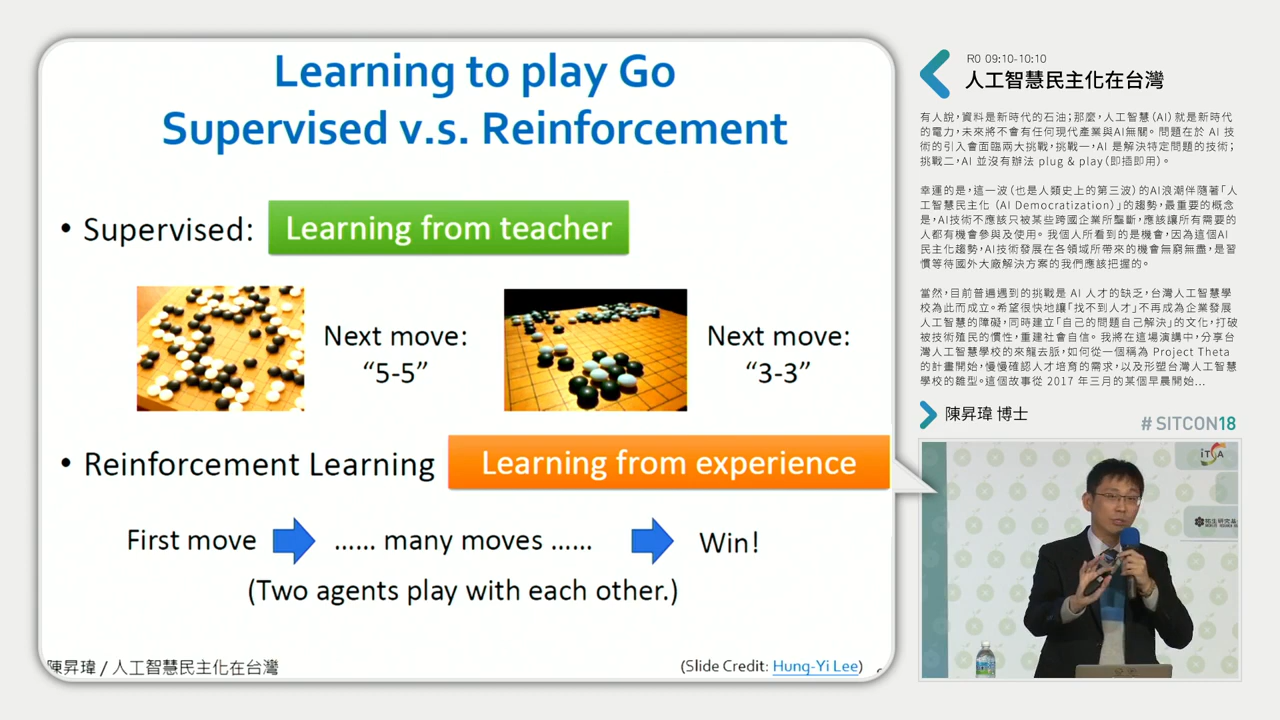 Learning to play Go
Supervised v.s. Reinforcement
• Supervised: Learning from teacher
Next move:
“5-5”
Next move:
“3-3”
• Reinforcement Learning Learning from experience
First move
...... many moves ......
Win!
(Two agents play with each other.)
陳昇瑋 / 人工智慧民主化在台灣
(Slide Credit: Hung-Yi Lee)
R0 09:10-10:10
人工智慧民主化在台灣
有人說，資料是新時代的石油；那麼，人工智慧（AI）就是新時代
的電力，未來將不會有任何現代產業與AI無關。問題在於 AI 技
術的引入會面臨兩大挑戰，挑戰一，AI 是解決特定問題的技術；
挑戰二，AI 並沒有辦法 plug & play（即插即用）。
幸運的是，這一波（也是人類史上的第三波）的AI浪潮伴隨著「人
工智慧民主化（AI Democratization）」的趨勢，最重要的概念
是，AI技術不應該只被某些跨國企業所壟斷，應該讓所有需要的
人都有機會參與及使用。我個人所看到的是機會，因為這個AI
民主化趨勢，AI技術發展在各領域所帶來的機會無窮無盡，是習
慣等待國外大廠解決方案的我們應該把握的。
當然，目前普遍遇到的挑戰是 AI 人才的缺乏，台灣人工智慧學
校為此而成立。希望很快地讓「找不到人才」不再成為企業發展
人工智慧的障礙，同時建立「自己的問題自己解決」的文化，打破
被技術殖民的慣性，重建社會自信。我將在這場演講中，分享台
灣人工智慧學校的來龍去脈，如何從一個稱為 Project Theta
的計畫開始，慢慢確認人才培育的需求，以及形塑台灣人工智慧
學校的雛型。這個故事從 2017 年三月的某個早晨開始...
陳昇瑋 博士
# SITCON18